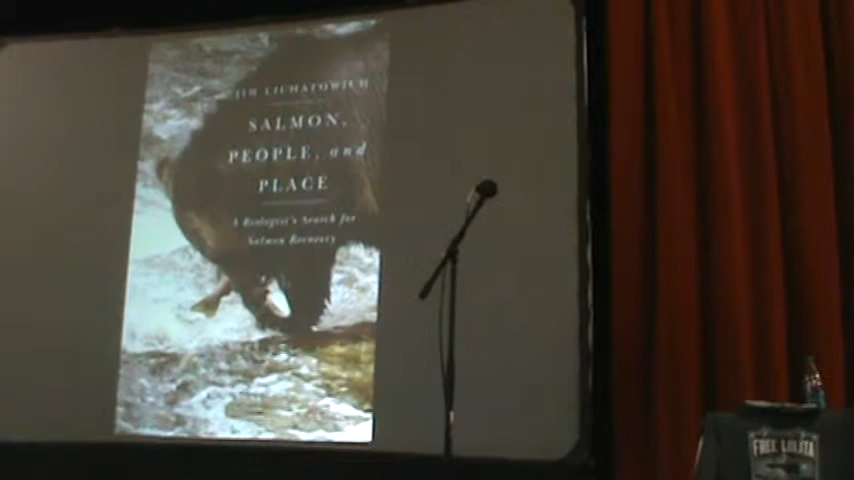 JIM LICHATOWICH
SALMON,
PEOPLE, and
PLACE
A Biologist's Search for
Salmon Recovery
FREE LOLITA